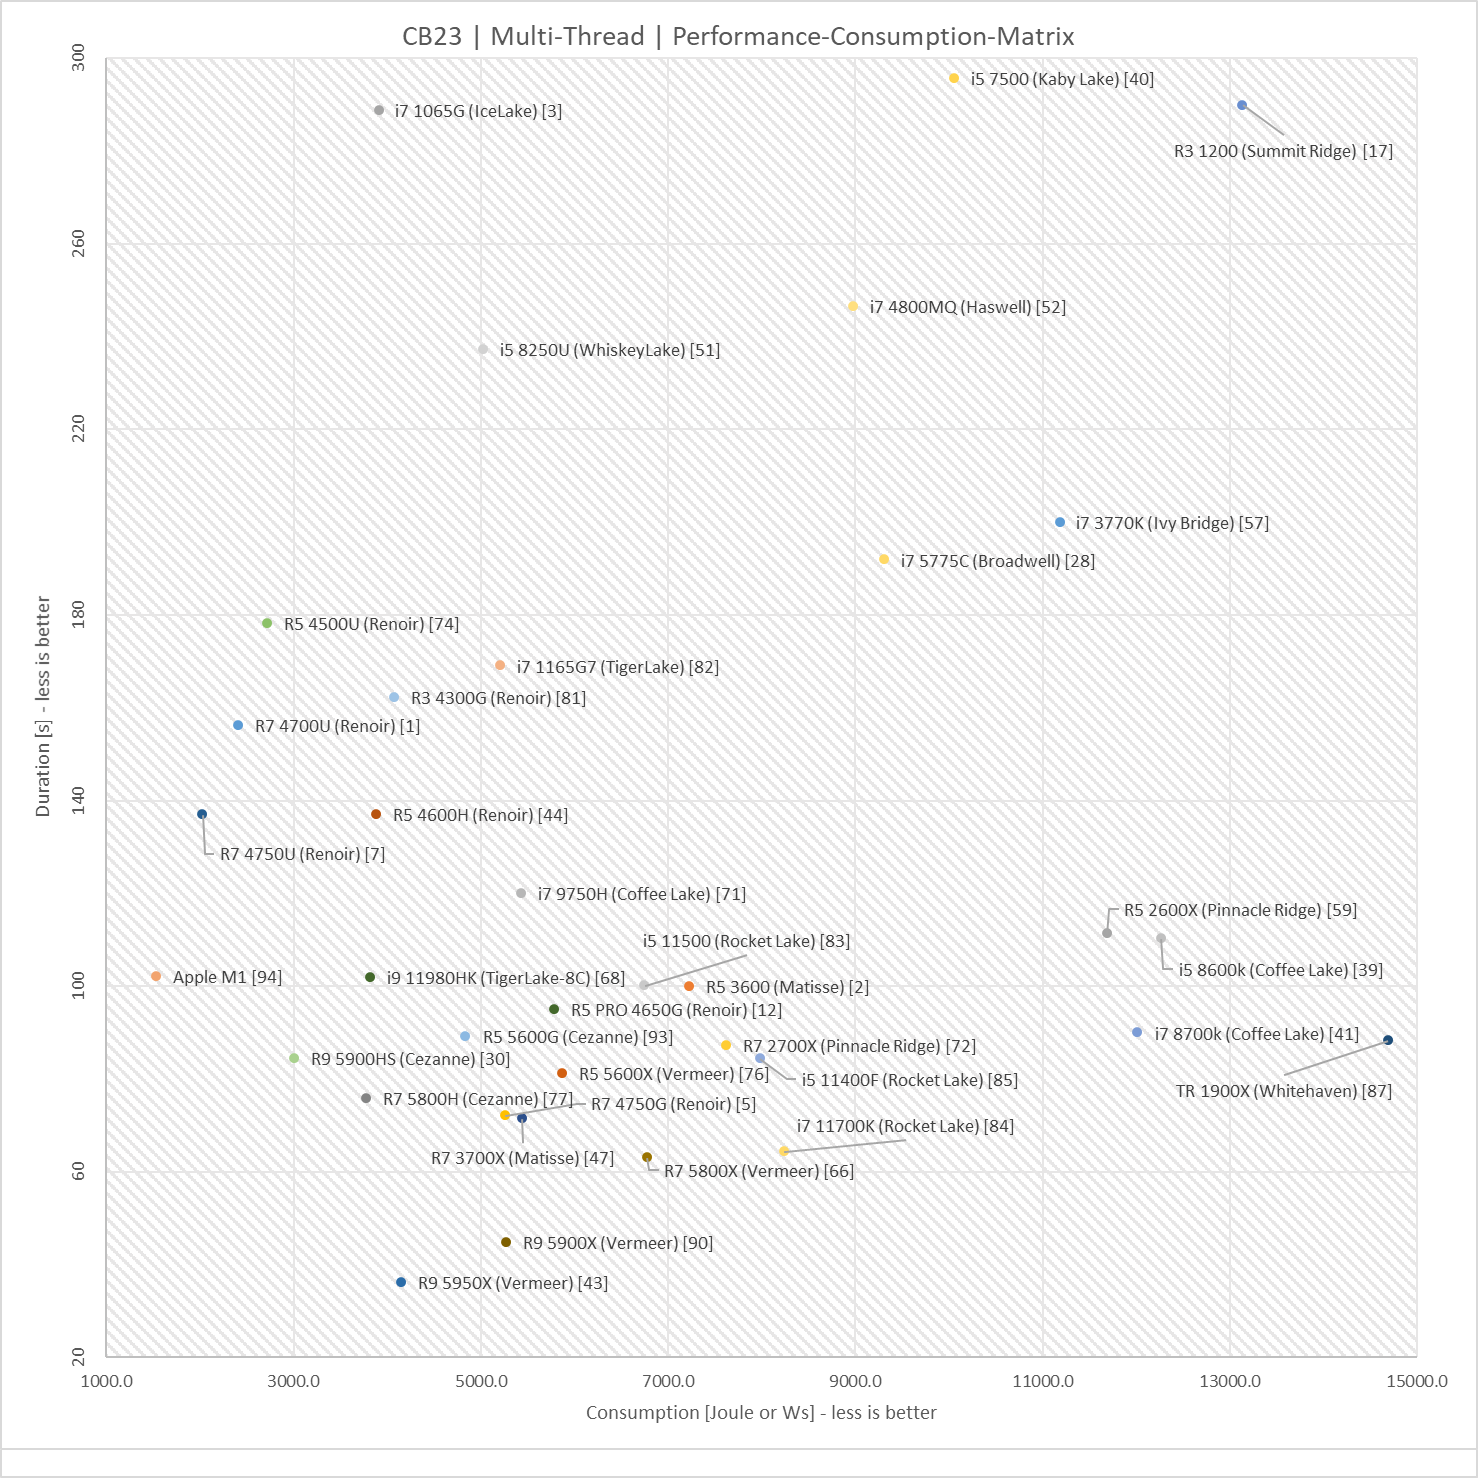 CB23 | Multi-Thread | Performance-Consumption-Matrix
300
i5 7500 (Kaby Lake) [40]
i7 1065G (IceLake) [3]
R3 1200 (Summit Ridge) [17]
260
i7 4800MQ (Haswell) [52]
i5 8250U (WhiskeyLake) [51]
220
i7 3770K (Ivy Bridge) [57]
i7 5775C (Broadwell) [28]
180
R5 4500U (Renoir) [74]
i7 1165G7 (TigerLake) [82]
R3 4300G (Renoir) [81]
R7 4700U (Renoir) [1]
Duration [s] - less is better
140
R5 4600H (Renoir) [44]
R7 4750U (Renoir) [7]
i7 9750H (Coffee Lake) [71]
R5 2600X (Pinnacle Ridge) [59]
i5 11500 (Rocket Lake) [83]
i5 8600k (Coffee Lake) [39]
Apple M1 [94]
i9 11980HK (TigerLake-8C) [68]
100
R5 3600 (Matisse) [2]
R5 PRO 4650G (Renoir) [12]
i7 8700k (Coffee Lake) [41]
R5 5600G (Cezanne) [93]
R7 2700X (Pinnacle Ridge) [72]
R9 5900HS (Cezanne) [30]
R5 5600X (Vermeer) [76]
i5 11400F (Rocket Lake) [85]
TR 1900X (Whitehaven) [87]
R7 5800H (Cezanne) [77]
R7 4750G (Renoir) [5]
i7 11700K (Rocket Lake) [84]
R7 3700X (Matisse) [47]
60
R7 5800X (Vermeer) [66]
R9 5900X (Vermeer) [90]
R9 5950X (Vermeer) [43]
20
1000.0
3000.0
5000.0
7000.0
9000.0
11000.0
13000.0
15000.0
Consumption [Joule or Ws] - less is better